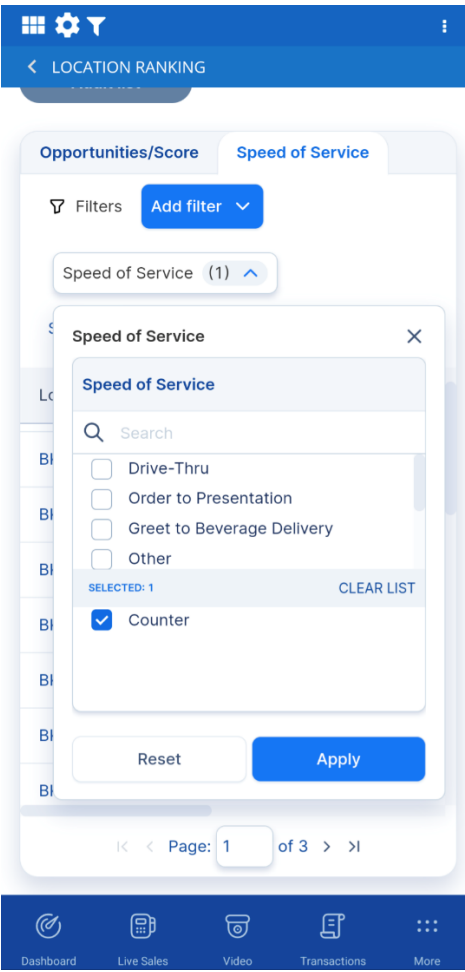 LOCATION RANKING
Opportunities/Score
Speed of Service
Filters
Add filter
Speed of Service (1)
Speed of Service
Speed of Service
Search
Drive-Thru
Order to Presentation
Greet to Beverage Delivery
Other
SELECTED: 1
CLEAR LIST
Counter
Reset
Apply
Page: 1 of 3
Dashboard
Live Sales
Video
Transactions
More